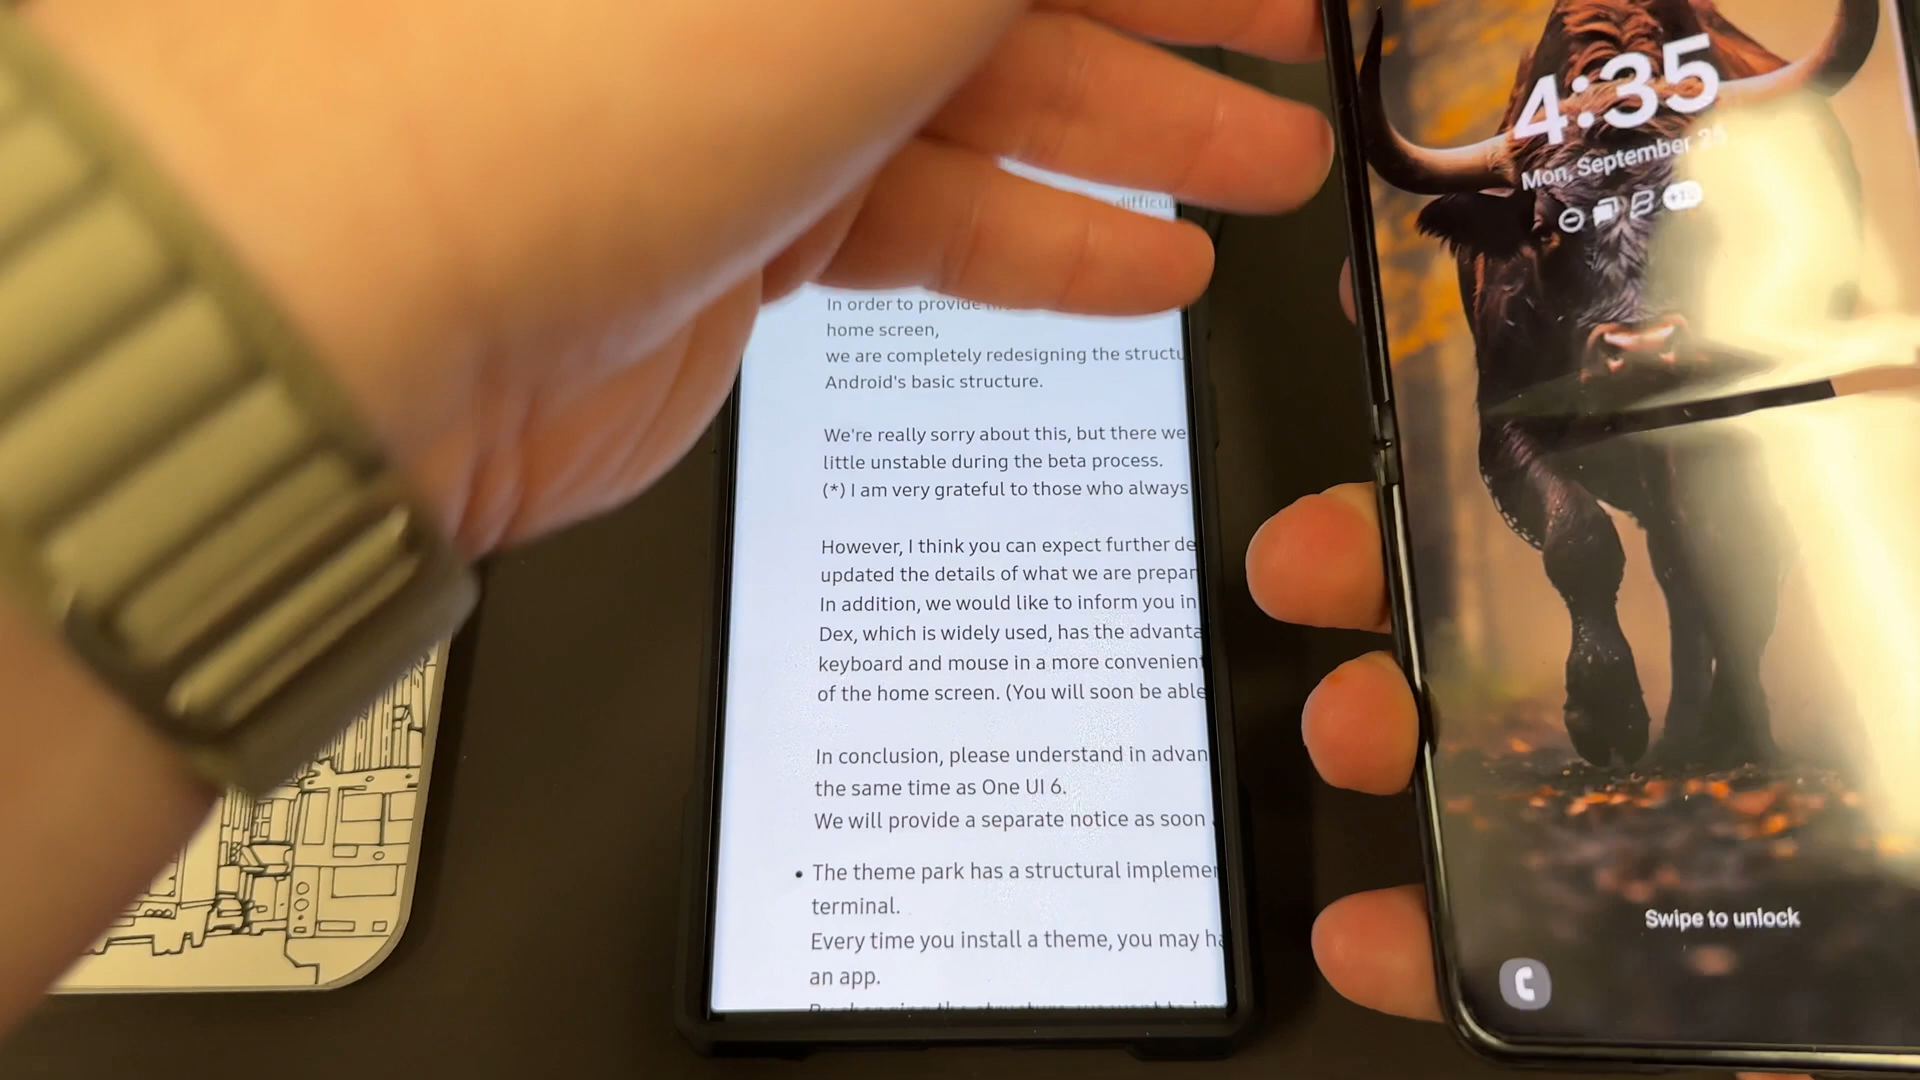 difficul
In order to provide
home screen,
we are completely redesigning the structu
Android's basic structure.
We're really sorry about this, but there we
little unstable during the beta process.
(*) I am very grateful to those who always
However, I think you can expect further de
updated the details of what we are prepar
In addition, we would like to inform you in
Dex, which is widely used, has the advanta
keyboard and mouse in a more convenient
of the home screen. (You will soon be able
In conclusion, please understand in advan
the same time as One UI 6.
We will provide a separate notice as soon
• The theme park has a structural implemen
terminal.
Every time you install a theme, you may ha
an app.
4:35
Mon, September
Swipe to unlock